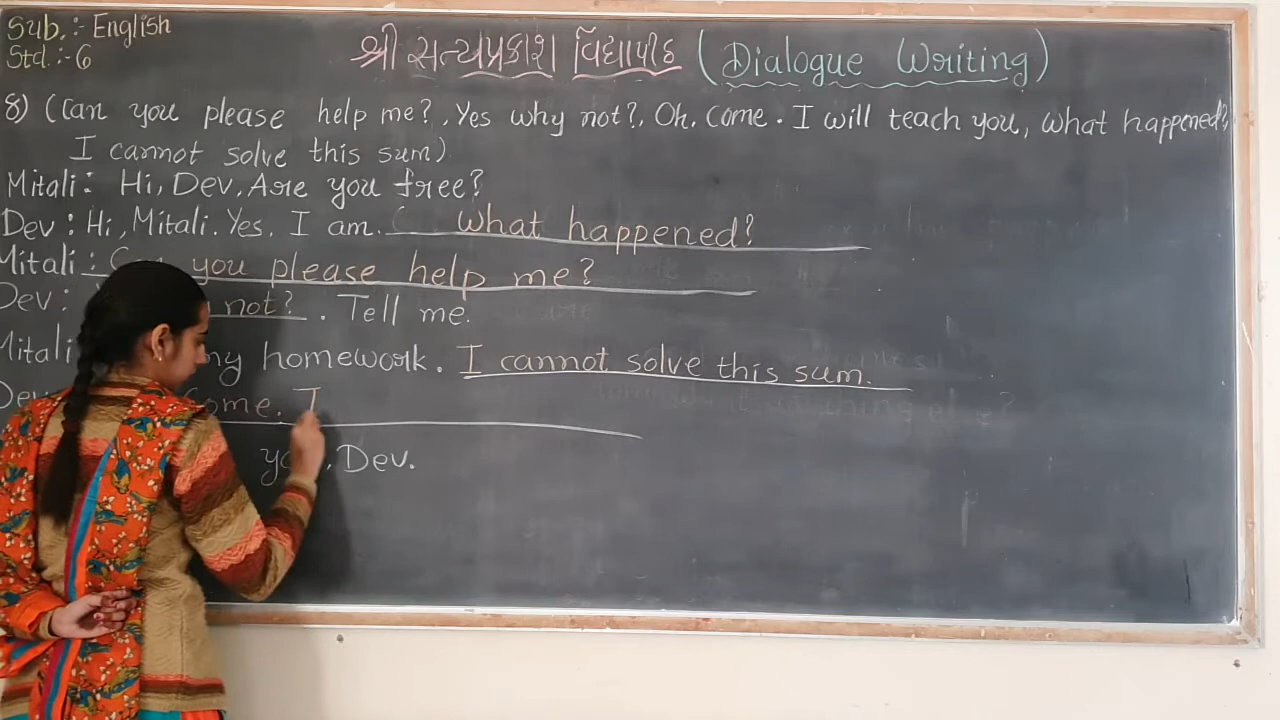 Sub. :- English
Std. :- 6
શ્રી સત્યપ્રકાશ વિદ્યાપીઠ (Dialogue Writing)
8) (Can you please help me?, Yes why not?, Oh, Come. I will teach you, What happened?,
I cannot solve this sum)
Mitali : Hi, Dev. Are you free?
Dev : Hi, Mitali. Yes, I am. What happened?
Mitali : you please help me?
Dev : not? . Tell me.
Mitali my homework. I cannot solve this sum.
Dev Come. I
you, Dev.